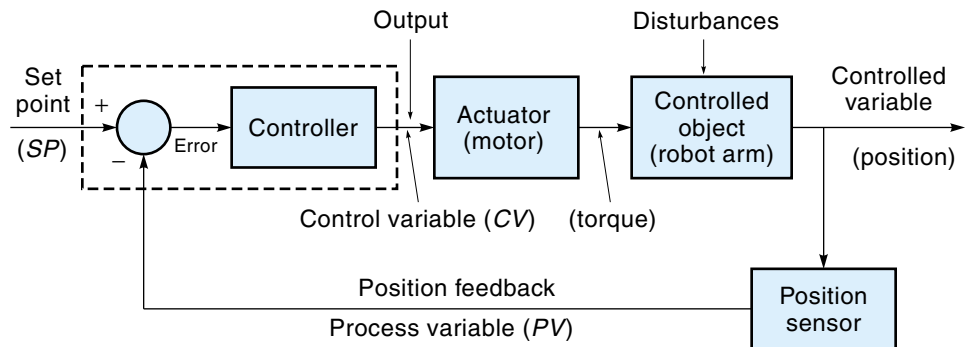 Output
Disturbances
Set
point
+
(SP)
−
Error
Controller
Actuator
(motor)
Controlled
object
(robot arm)
Controlled
variable
(position)
Control variable (CV)
(torque)
Position feedback
Process variable (PV)
Position
sensor